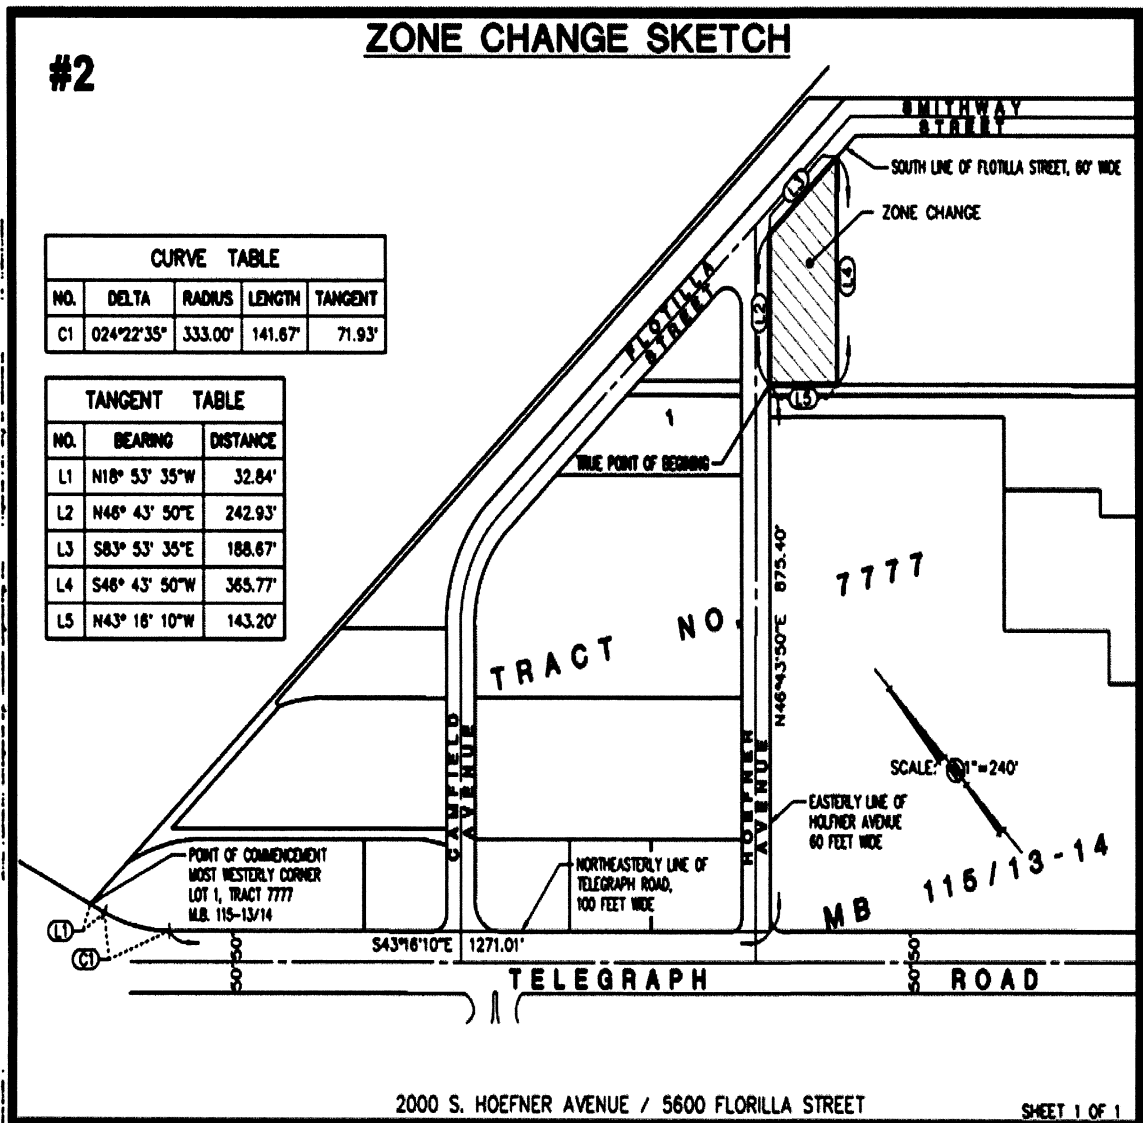 ZONE CHANGE SKETCH
#2
SMITHWAY
STREET
SOUTH LINE OF FLOTILLA STREET, 60' WIDE
ZONE CHANGE
L3
L4
L2
L5
FLOTILLA
STREET
CURVE TABLE
NO. DELTA RADIUS LENGTH TANGENT
C1 024°22'35" 333.00' 141.67' 71.93'
TANGENT TABLE
NO. BEARING DISTANCE
L1 N18° 53' 35"W 32.84'
L2 N46° 43' 50"E 242.93'
L3 S83° 53' 35"E 188.67'
L4 S46° 43' 50"W 365.77'
L5 N43° 16' 10"W 143.20'
1
TRUE POINT OF BEGINING
N46°43'50"E 875.40'
TRACT NO. 7777
SCALE: 1"=240'
CAMFIELD
AVENUE
HOEFNER
AVENUE
EASTERLY LINE OF
HOLFNER AVENUE
60 FEET WIDE
MB 115/13-14
POINT OF COMMENCEMENT
MOST WESTERLY CORNER
LOT 1, TRACT 7777
M.B. 115-13/14
NORTHEASTERLY LINE OF
TELEGRAPH ROAD,
100 FEET WIDE
L1
C1
S43°16'10"E 1271.01'
50' 50'
50' 50'
TELEGRAPH ROAD
2000 S. HOEFNER AVENUE / 5600 FLORILLA STREET
SHEET 1 OF 1